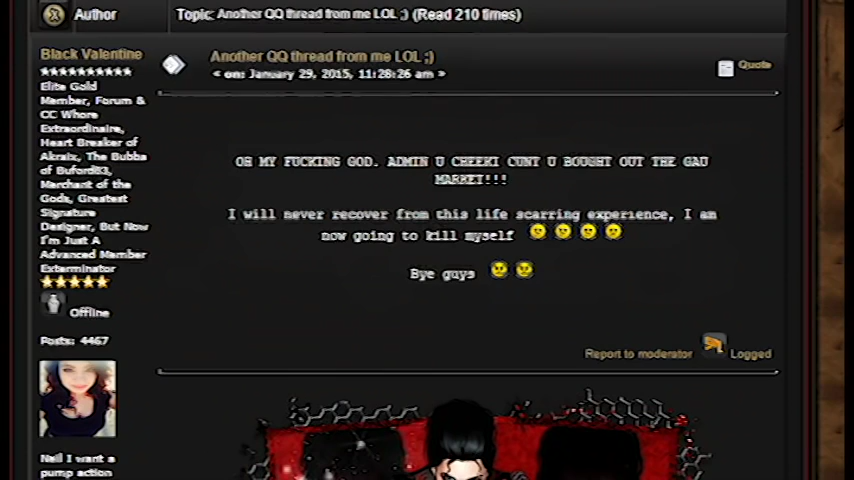 Author
Topic: Another QQ thread from me LOL ;) (Read 210 times)
Black Valentine
Elite Gold
Member, Forum &
CC Whore
Extraordinaire,
Heart Breaker of
Akraix, The Bubba
of Buford83,
Merchant of the
Gods, Greatest
Signature
Designer, But Now
I'm Just A
Advanced Member
Exterminator
Offline
Posts: 4467
Neil I want a
pump action
Another QQ thread from me LOL ;)
« on: January 29, 2015, 11:28:26 am »
Quote
OH MY FUCKING GOD. ADMIN U CHEEKI CUNT U BOUGHT OUT THE GAU
MARKET!!!
I will never recover from this life scarring experience, I am
now going to kill myself
Bye guys
Report to moderator
Logged